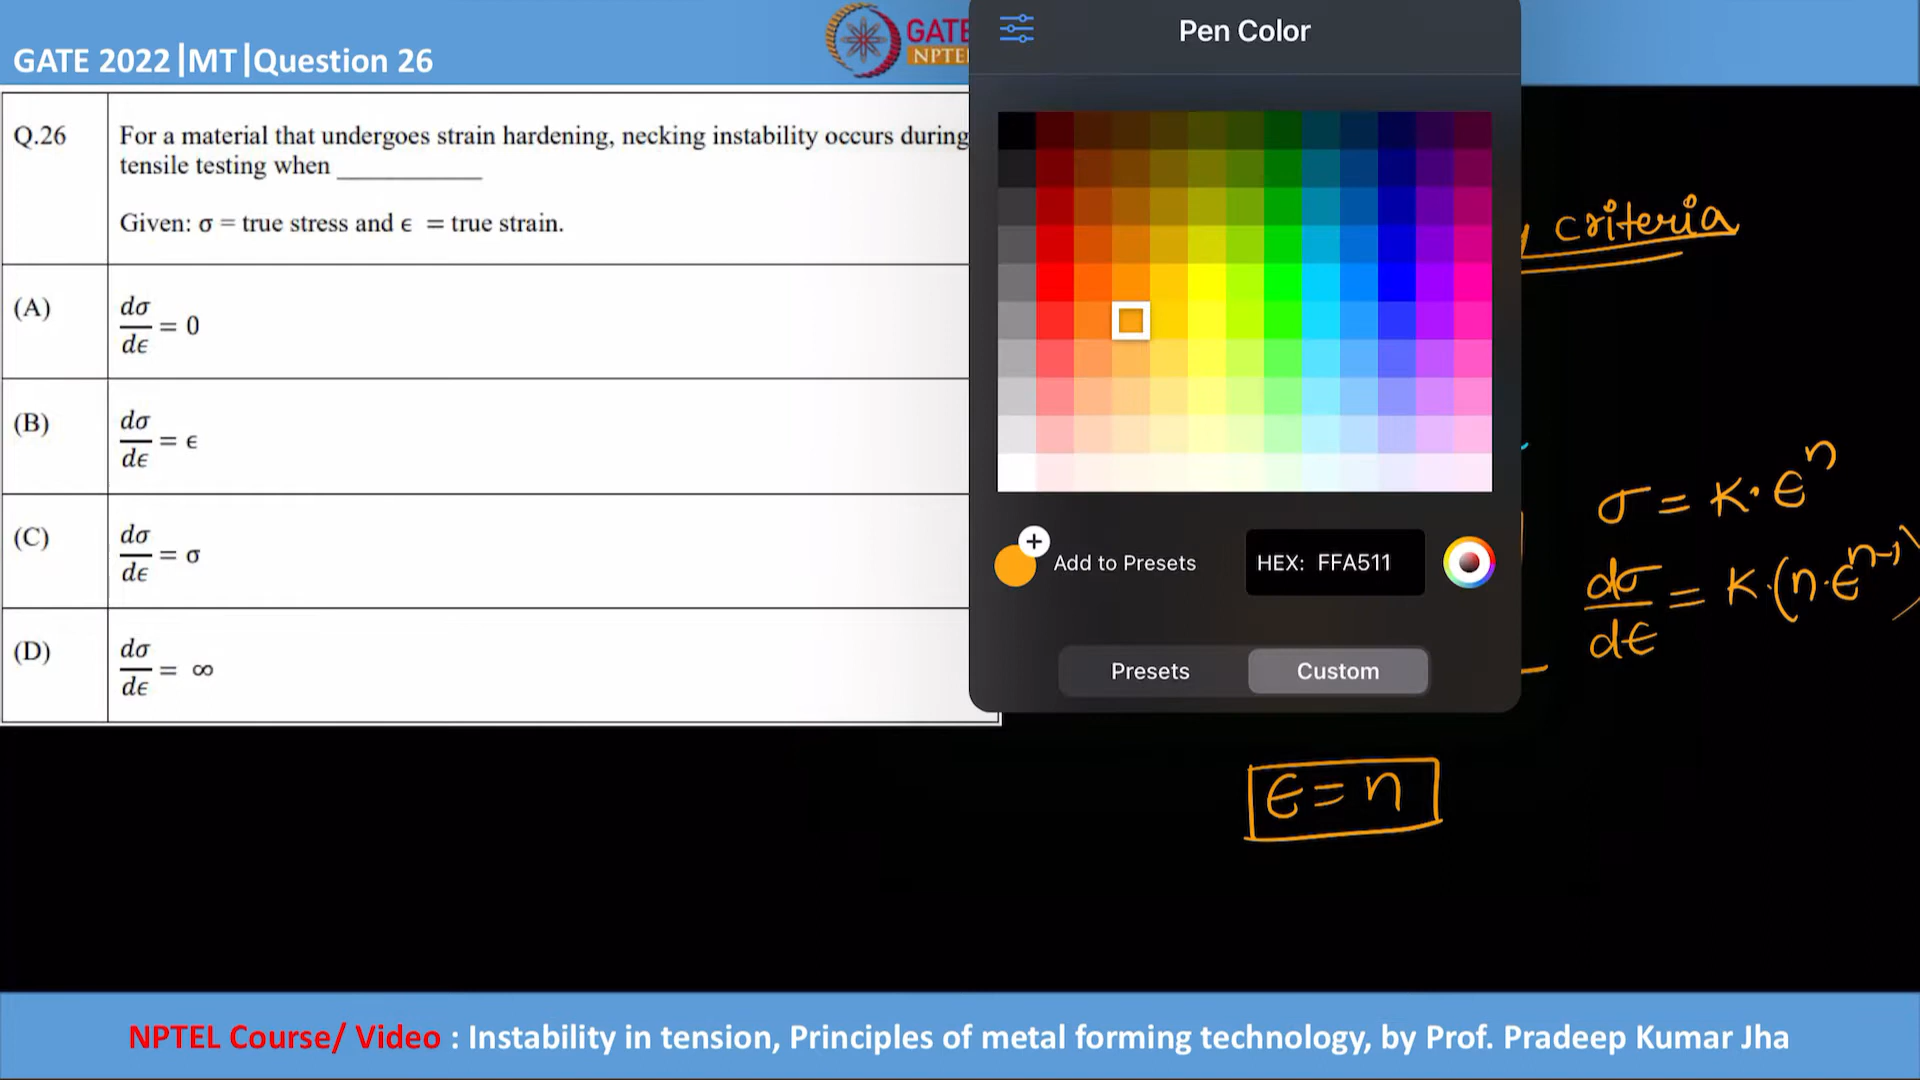 GATE 2022|MT|Question 26
GATE
NPTEL
Pen Color
Q.26
For a material that undergoes strain hardening, necking instability occurs during
tensile testing when ___________
Given: σ = true stress and ϵ = true strain.
(A)
dσ/dϵ = 0
(B)
dσ/dϵ = ϵ
(C)
dσ/dϵ = σ
(D)
dσ/dϵ = ∞
Add to Presets
HEX: FFA511
Presets
Custom
criteria
σ = K·ϵ^n
dσ/dϵ = K·(n·ϵ^(n-1))
ϵ = n
NPTEL Course/ Video : Instability in tension, Principles of metal forming technology, by Prof. Pradeep Kumar Jha